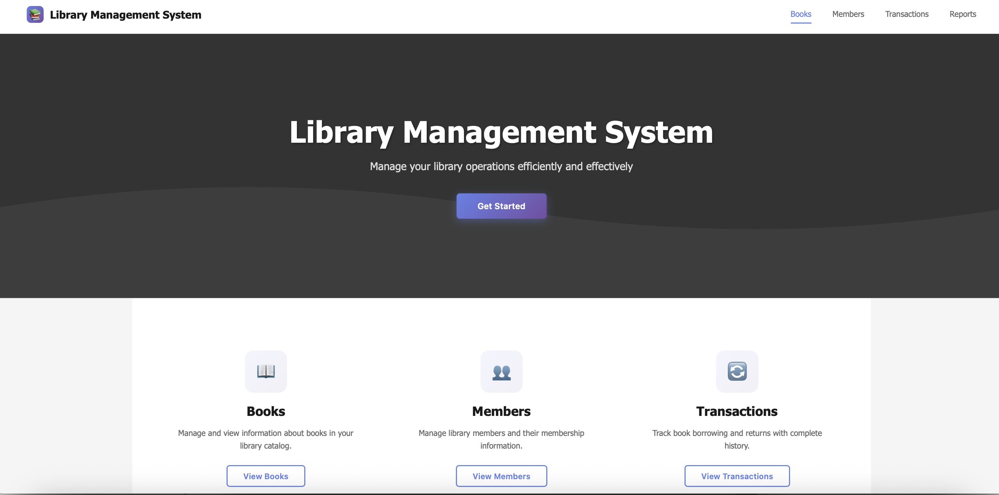 Library Management System
Books
Members
Transactions
Reports
Library Management System
Manage your library operations efficiently and effectively
Get Started
Books
Manage and view information about books in your
library catalog.
View Books
Members
Manage library members and their membership
information.
View Members
Transactions
Track book borrowing and returns with complete
history.
View Transactions